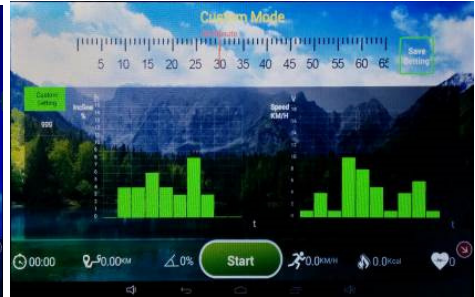 Custom Mode
5 10 15 20 25 30 35 40 45 50 55 60 65
Save
Setting
Custom
Setting
ggg
Incline
%
Speed
KM/H
t
t
00:00
0.00KM
0%
Start
0.0KM/H
0.0Kcal
0